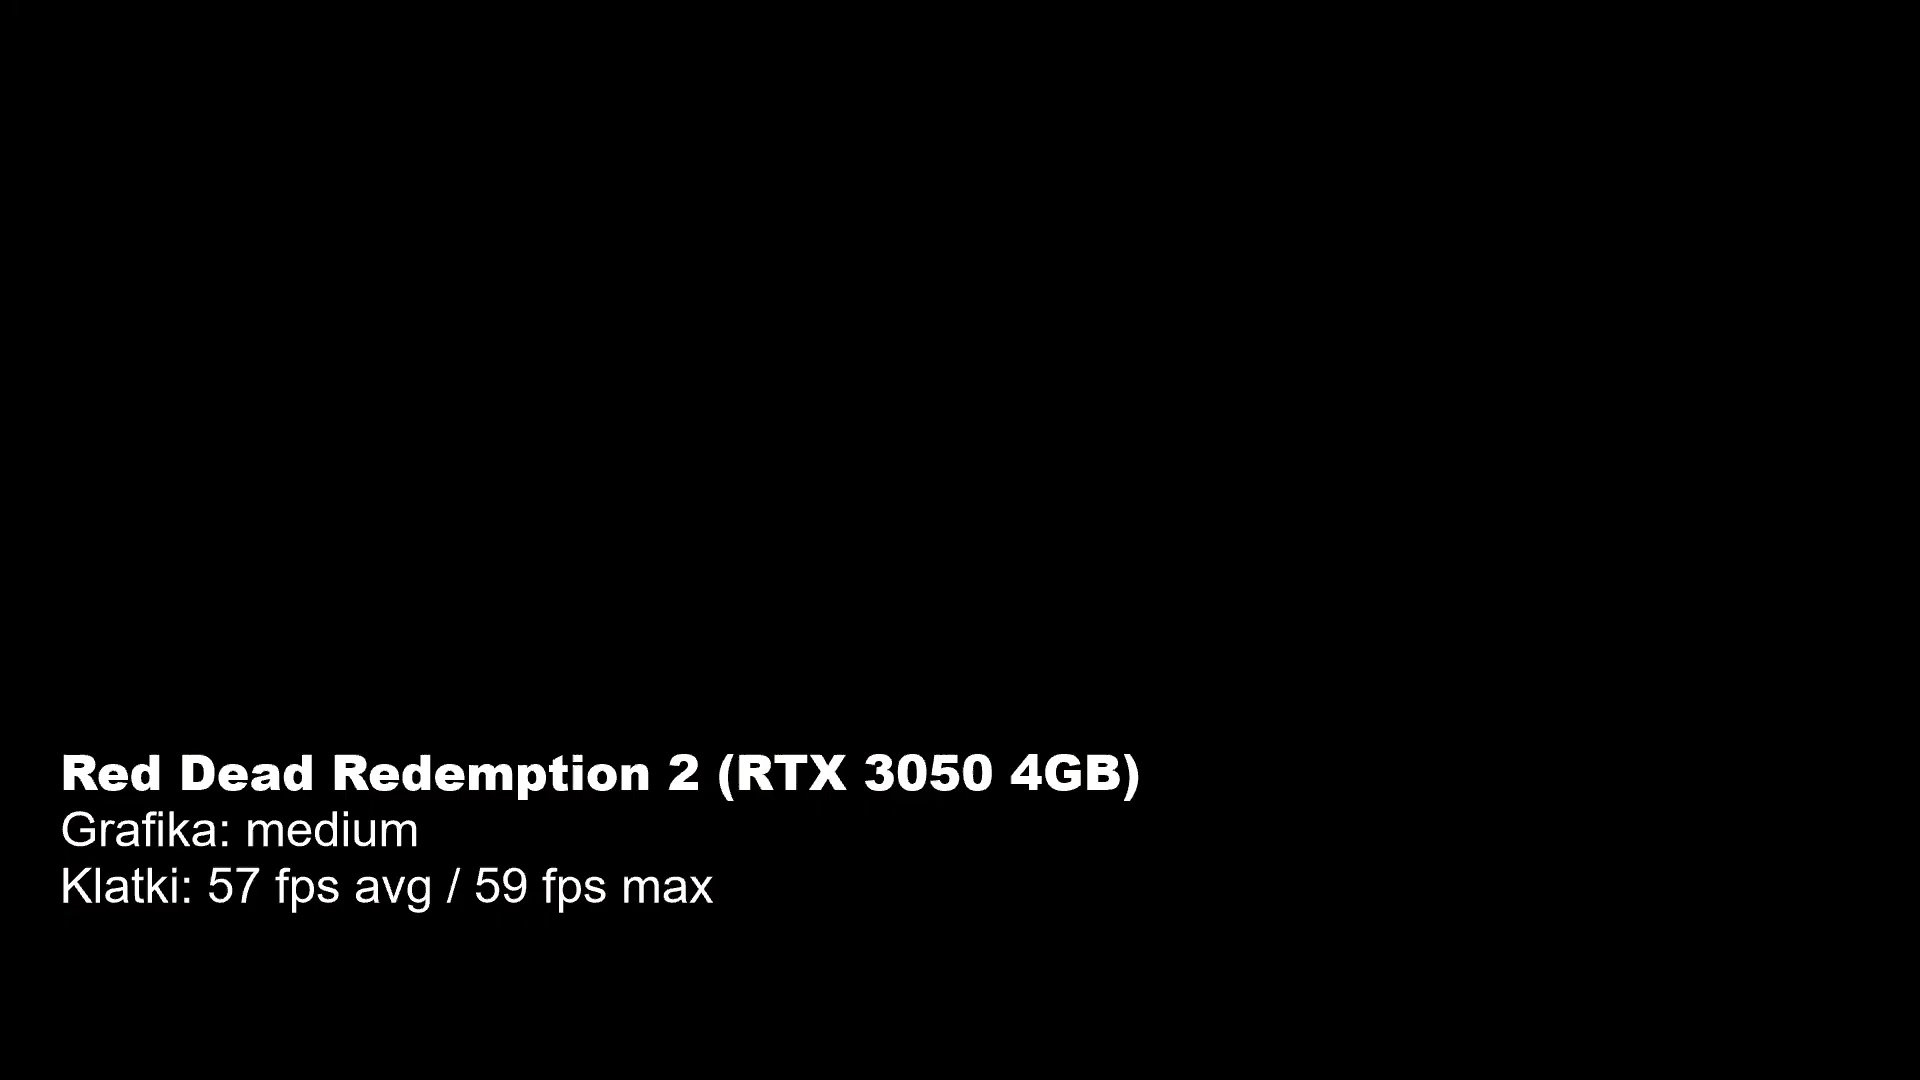 Red Dead Redemption 2 (RTX 3050 4GB)
Grafika: medium
Klatki: 57 fps avg / 59 fps max